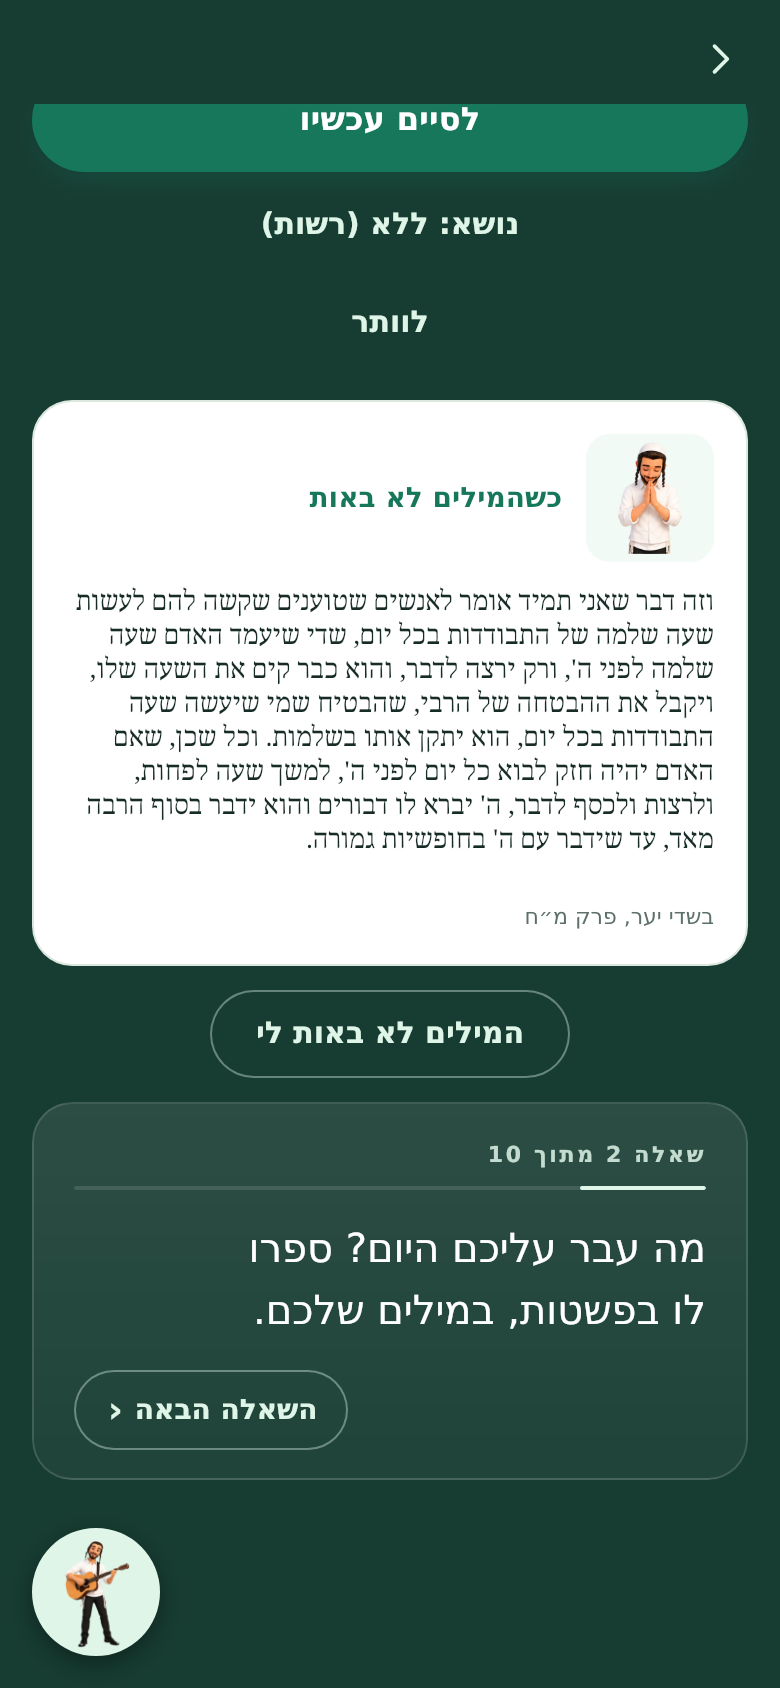 לסיים עכשיו
נושא: ללא (רשות)
לוותר
כשהמילים לא באות
וזה דבר שאני תמיד אומר לאנשים שטוענים שקשה להם לעשות
שעה שלמה של התבודדות בכל יום, שדי שיעמד האדם שעה
שלמה לפני ה', ורק ירצה לדבר, והוא כבר קים את השעה שלו,
ויקבל את ההבטחה של הרבי, שהבטיח שמי שיעשה שעה
התבודדות בכל יום, הוא יתקן אותו בשלמות. וכל שכן, שאם
האדם יהיה חזק לבוא כל יום לפני ה', למשך שעה לפחות,
ולרצות ולכסף לדבר, ה' יברא לו דבורים והוא ידבר בסוף הרבה
מאד, עד שידבר עם ה' בחופשיות גמורה.
בשדי יער, פרק מ״ח
המילים לא באות לי
שאלה 2 מתוך 10
מה עבר עליכם היום? ספרו
לו בפשטות, במילים שלכם.
השאלה הבאה ›